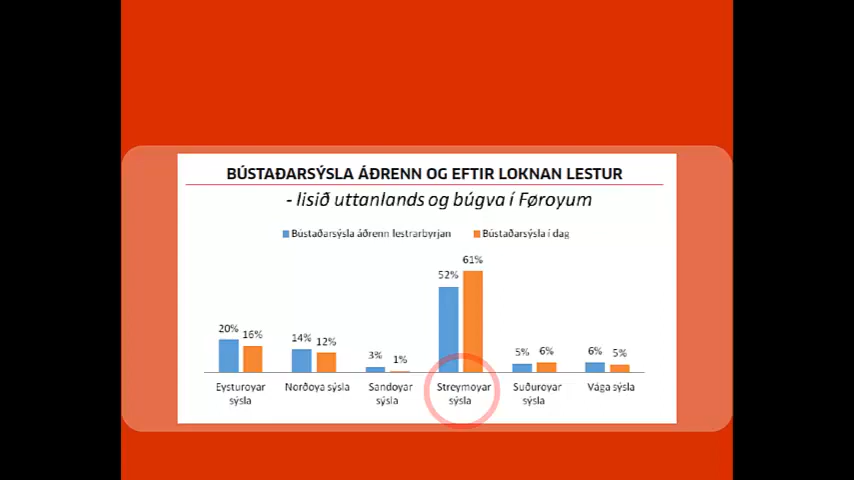 BÚSTAÐARSÝSLA ÁÐRENN OG EFTIR LOKNAN LESTUR
- lisið uttanlands og búgva í Føroyum
Bústaðarsýsla áðrenn lestrarbyrjan
Bústaðarsýsla í dag
20%
16%
14%
12%
3%
1%
52%
61%
5%
6%
6%
5%
Eysturoyar
sýsla
Norðoya sýsla
Sandoyar
sýsla
Streymoyar
sýsla
Suðuroyar
sýsla
Vága sýsla